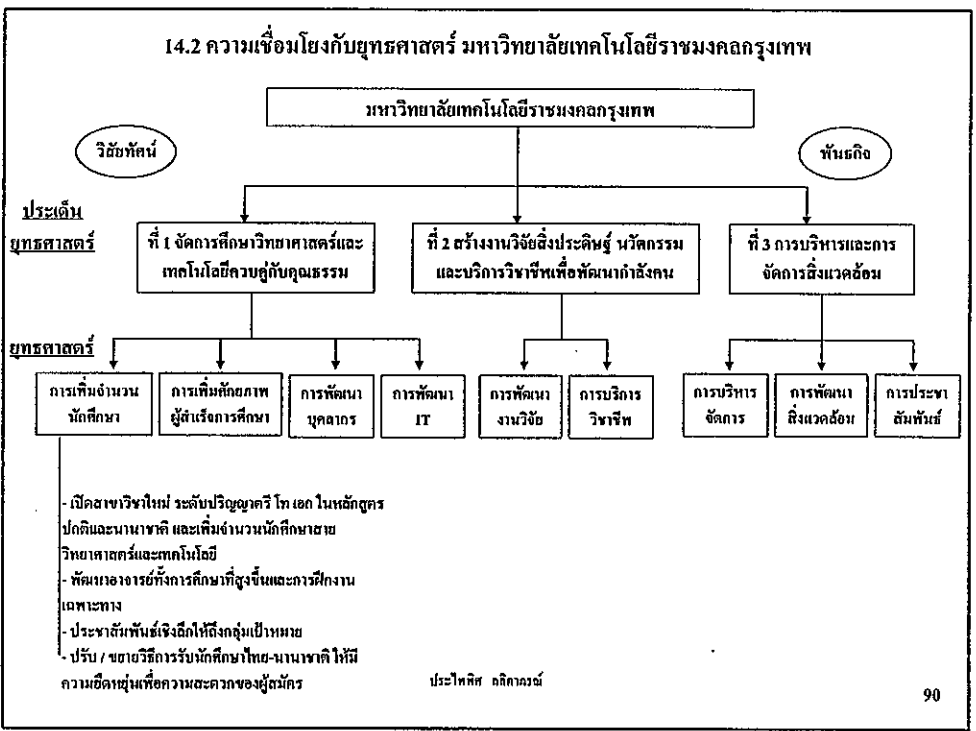 14.2 ความเชื่อมโยงกับยุทธศาสตร์ มหาวิทยาลัยเทคโนโลยีราชมงคลกรุงเทพ
มหาวิทยาลัยเทคโนโลยีราชมงคลกรุงเทพ
วิสัยทัศน์
พันธกิจ
ประเด็น
ยุทธศาสตร์
ที่ 1 จัดการศึกษาวิทยาศาสตร์และ
เทคโนโลยีควบคู่กับคุณธรรม
ที่ 2 สร้างงานวิจัยสิ่งประดิษฐ์ นวัตกรรม
และบริการวิชาชีพเพื่อพัฒนากำลังคน
ที่ 3 การบริหารและการ
จัดการสิ่งแวดล้อม
ยุทธศาสตร์
การเพิ่มจำนวน
นักศึกษา
การเพิ่มศักยภาพ
ผู้สำเร็จการศึกษา
การพัฒนา
บุคลากร
การพัฒนา
IT
การพัฒนา
งานวิจัย
การบริการ
วิชาชีพ
การบริหาร
จัดการ
การพัฒนา
สิ่งแวดล้อม
การประชา
สัมพันธ์
- เปิดสาขาวิชาใหม่ ระดับปริญญาตรี โท เอก ในหลักสูตร
ปกติและนานาชาติ และเพิ่มจำนวนนักศึกษาสาย
วิทยาศาสตร์และเทคโนโลยี
- พัฒนาอาจารย์ทั้งการศึกษาที่สูงขึ้นและการฝึกงาน
เฉพาะทาง
- ประชาสัมพันธ์เชิงลึกให้ถึงกลุ่มเป้าหมาย
- ปรับ / ขยายวิธีการรับนักศึกษาไทย-นานาชาติ ให้มี
ความยืดหยุ่นเพื่อความสะดวกของผู้สมัคร
ประไพพิศ
90